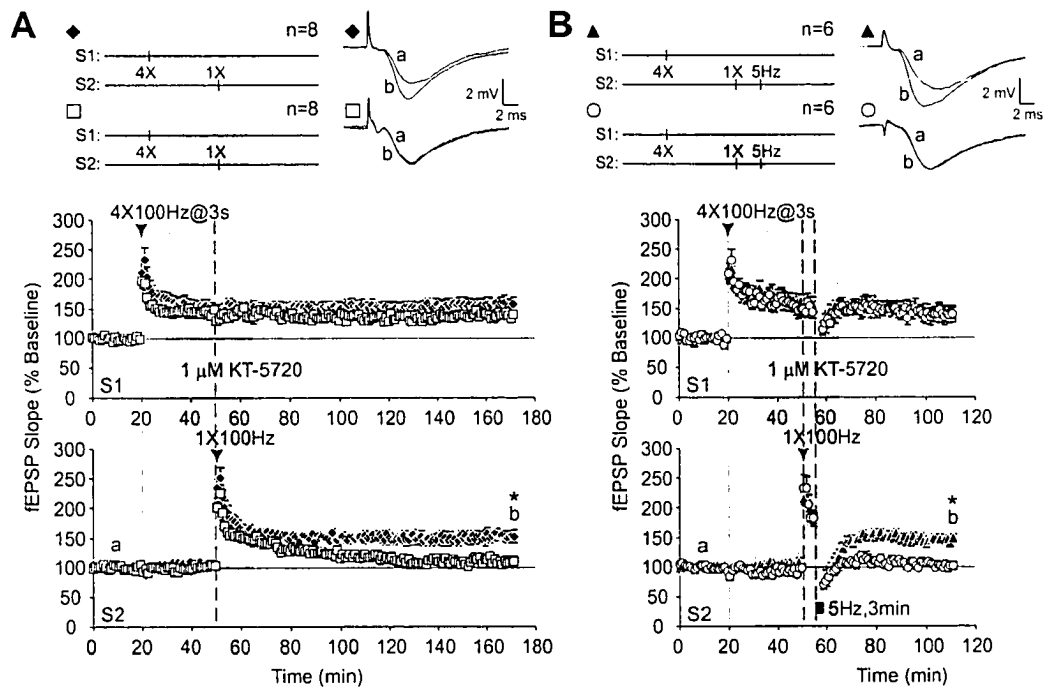 A
n=8
S1:
4X 1X
S2:
n=8
S1:
4X 1X
S2:
a
b
2 mV
2 ms
a
b
4X100Hz@3s
300
250
200
150
100
50
0
1 µM KT-5720
S1
0 20 40 60 80 100 120 140 160 180
1X100Hz
300
250
200
150
100
50
0
a
*
b
S2
0 20 40 60 80 100 120 140 160 180
fEPSP Slope (% Baseline)
Time (min)
B
n=6
S1:
4X 1X 5Hz
S2:
n=6
S1:
4X 1X 5Hz
S2:
a
b
2 mV
2 ms
a
b
4X100Hz@3s
300
250
200
150
100
50
0
1 µM KT-5720
S1
0 20 40 60 80 100 120
1X100Hz
300
250
200
150
100
50
0
a
*
b
5Hz,3min
S2
0 20 40 60 80 100 120
fEPSP Slope (% Baseline)
Time (min)